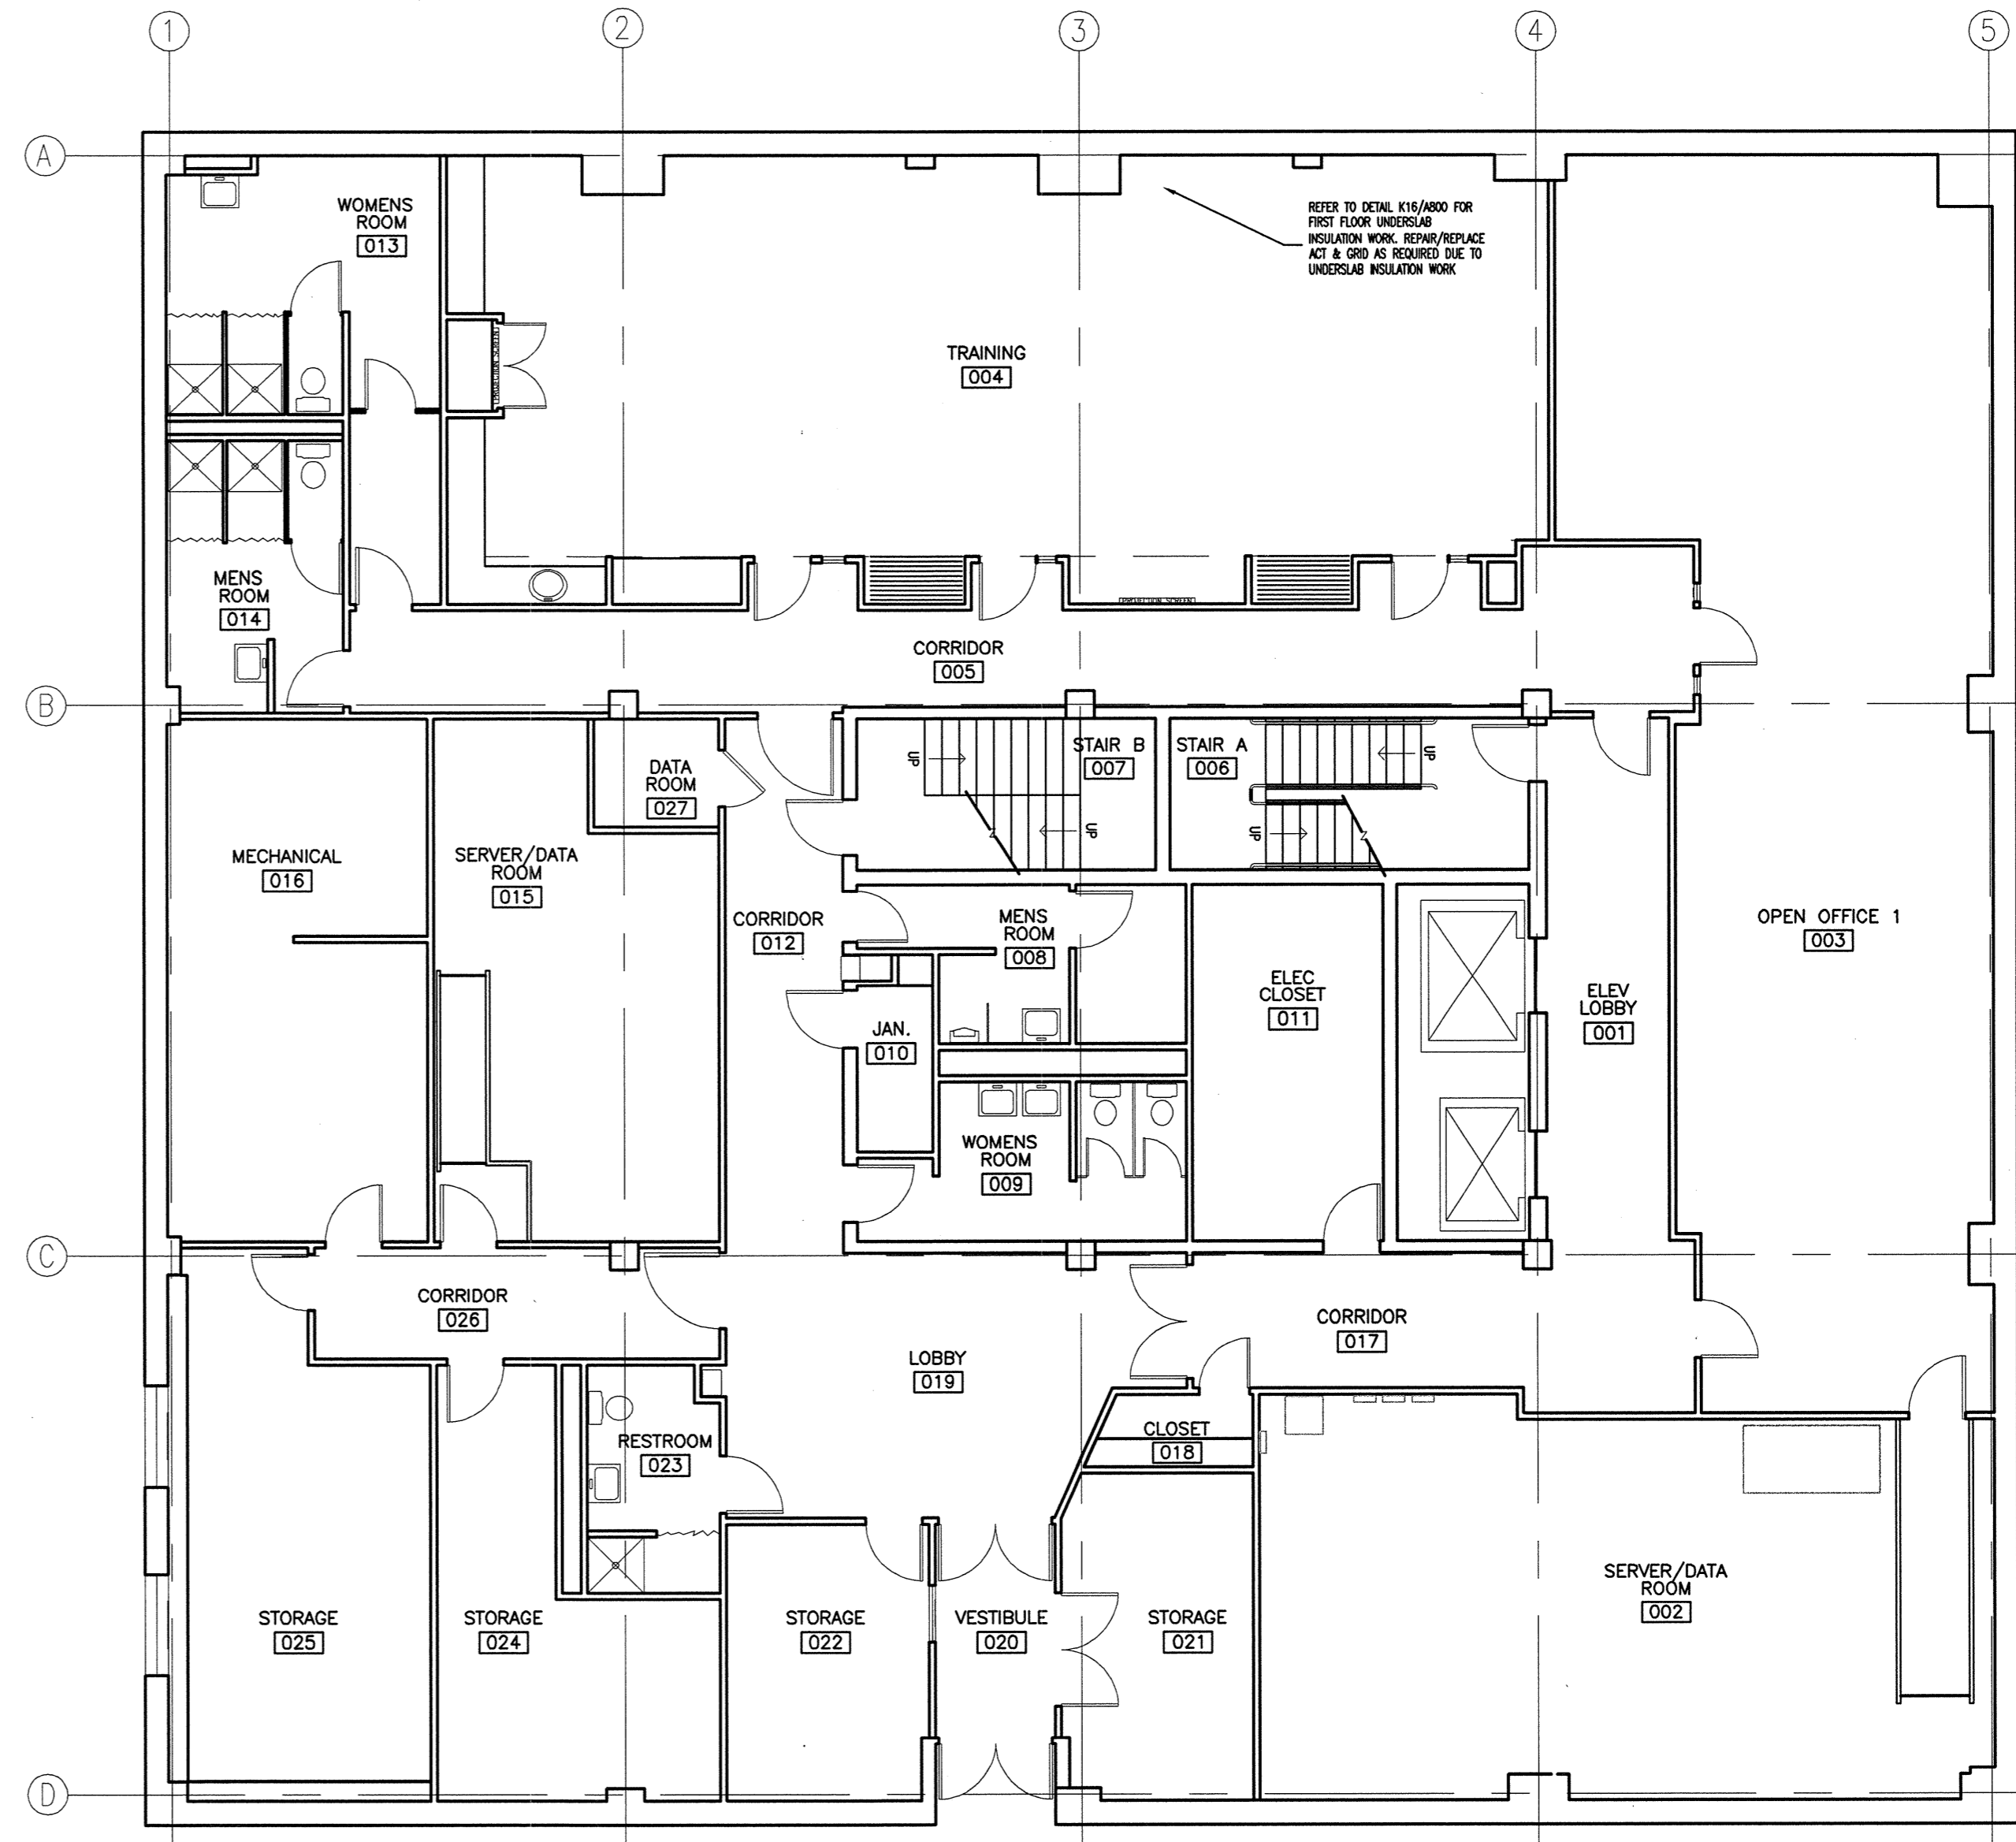 1
2
3
4
5
A
REFER TO DETAIL K16/A800 FOR
FIRST FLOOR UNDERSLAB
INSULATION WORK. REPAIR/REPLACE
ACT & GRID AS REQUIRED DUE TO
UNDERSLAB INSULATION WORK
WOMENS
ROOM
013
PROJECTION SCREEN
TRAINING
004
MENS
ROOM
014
PROJECTION SCREEN
CORRIDOR
005
B
STAIR B
007
UP
UP
STAIR A
006
UP
UP
DATA
ROOM
027
MECHANICAL
016
SERVER/DATA
ROOM
015
CORRIDOR
012
MENS
ROOM
008
OPEN OFFICE 1
003
ELEC
CLOSET
011
ELEV
LOBBY
001
JAN.
010
WOMENS
ROOM
009
C
CORRIDOR
026
CORRIDOR
017
LOBBY
019
CLOSET
018
RESTROOM
023
SERVER/DATA
ROOM
002
STORAGE
025
STORAGE
024
STORAGE
022
VESTIBULE
020
STORAGE
021
D